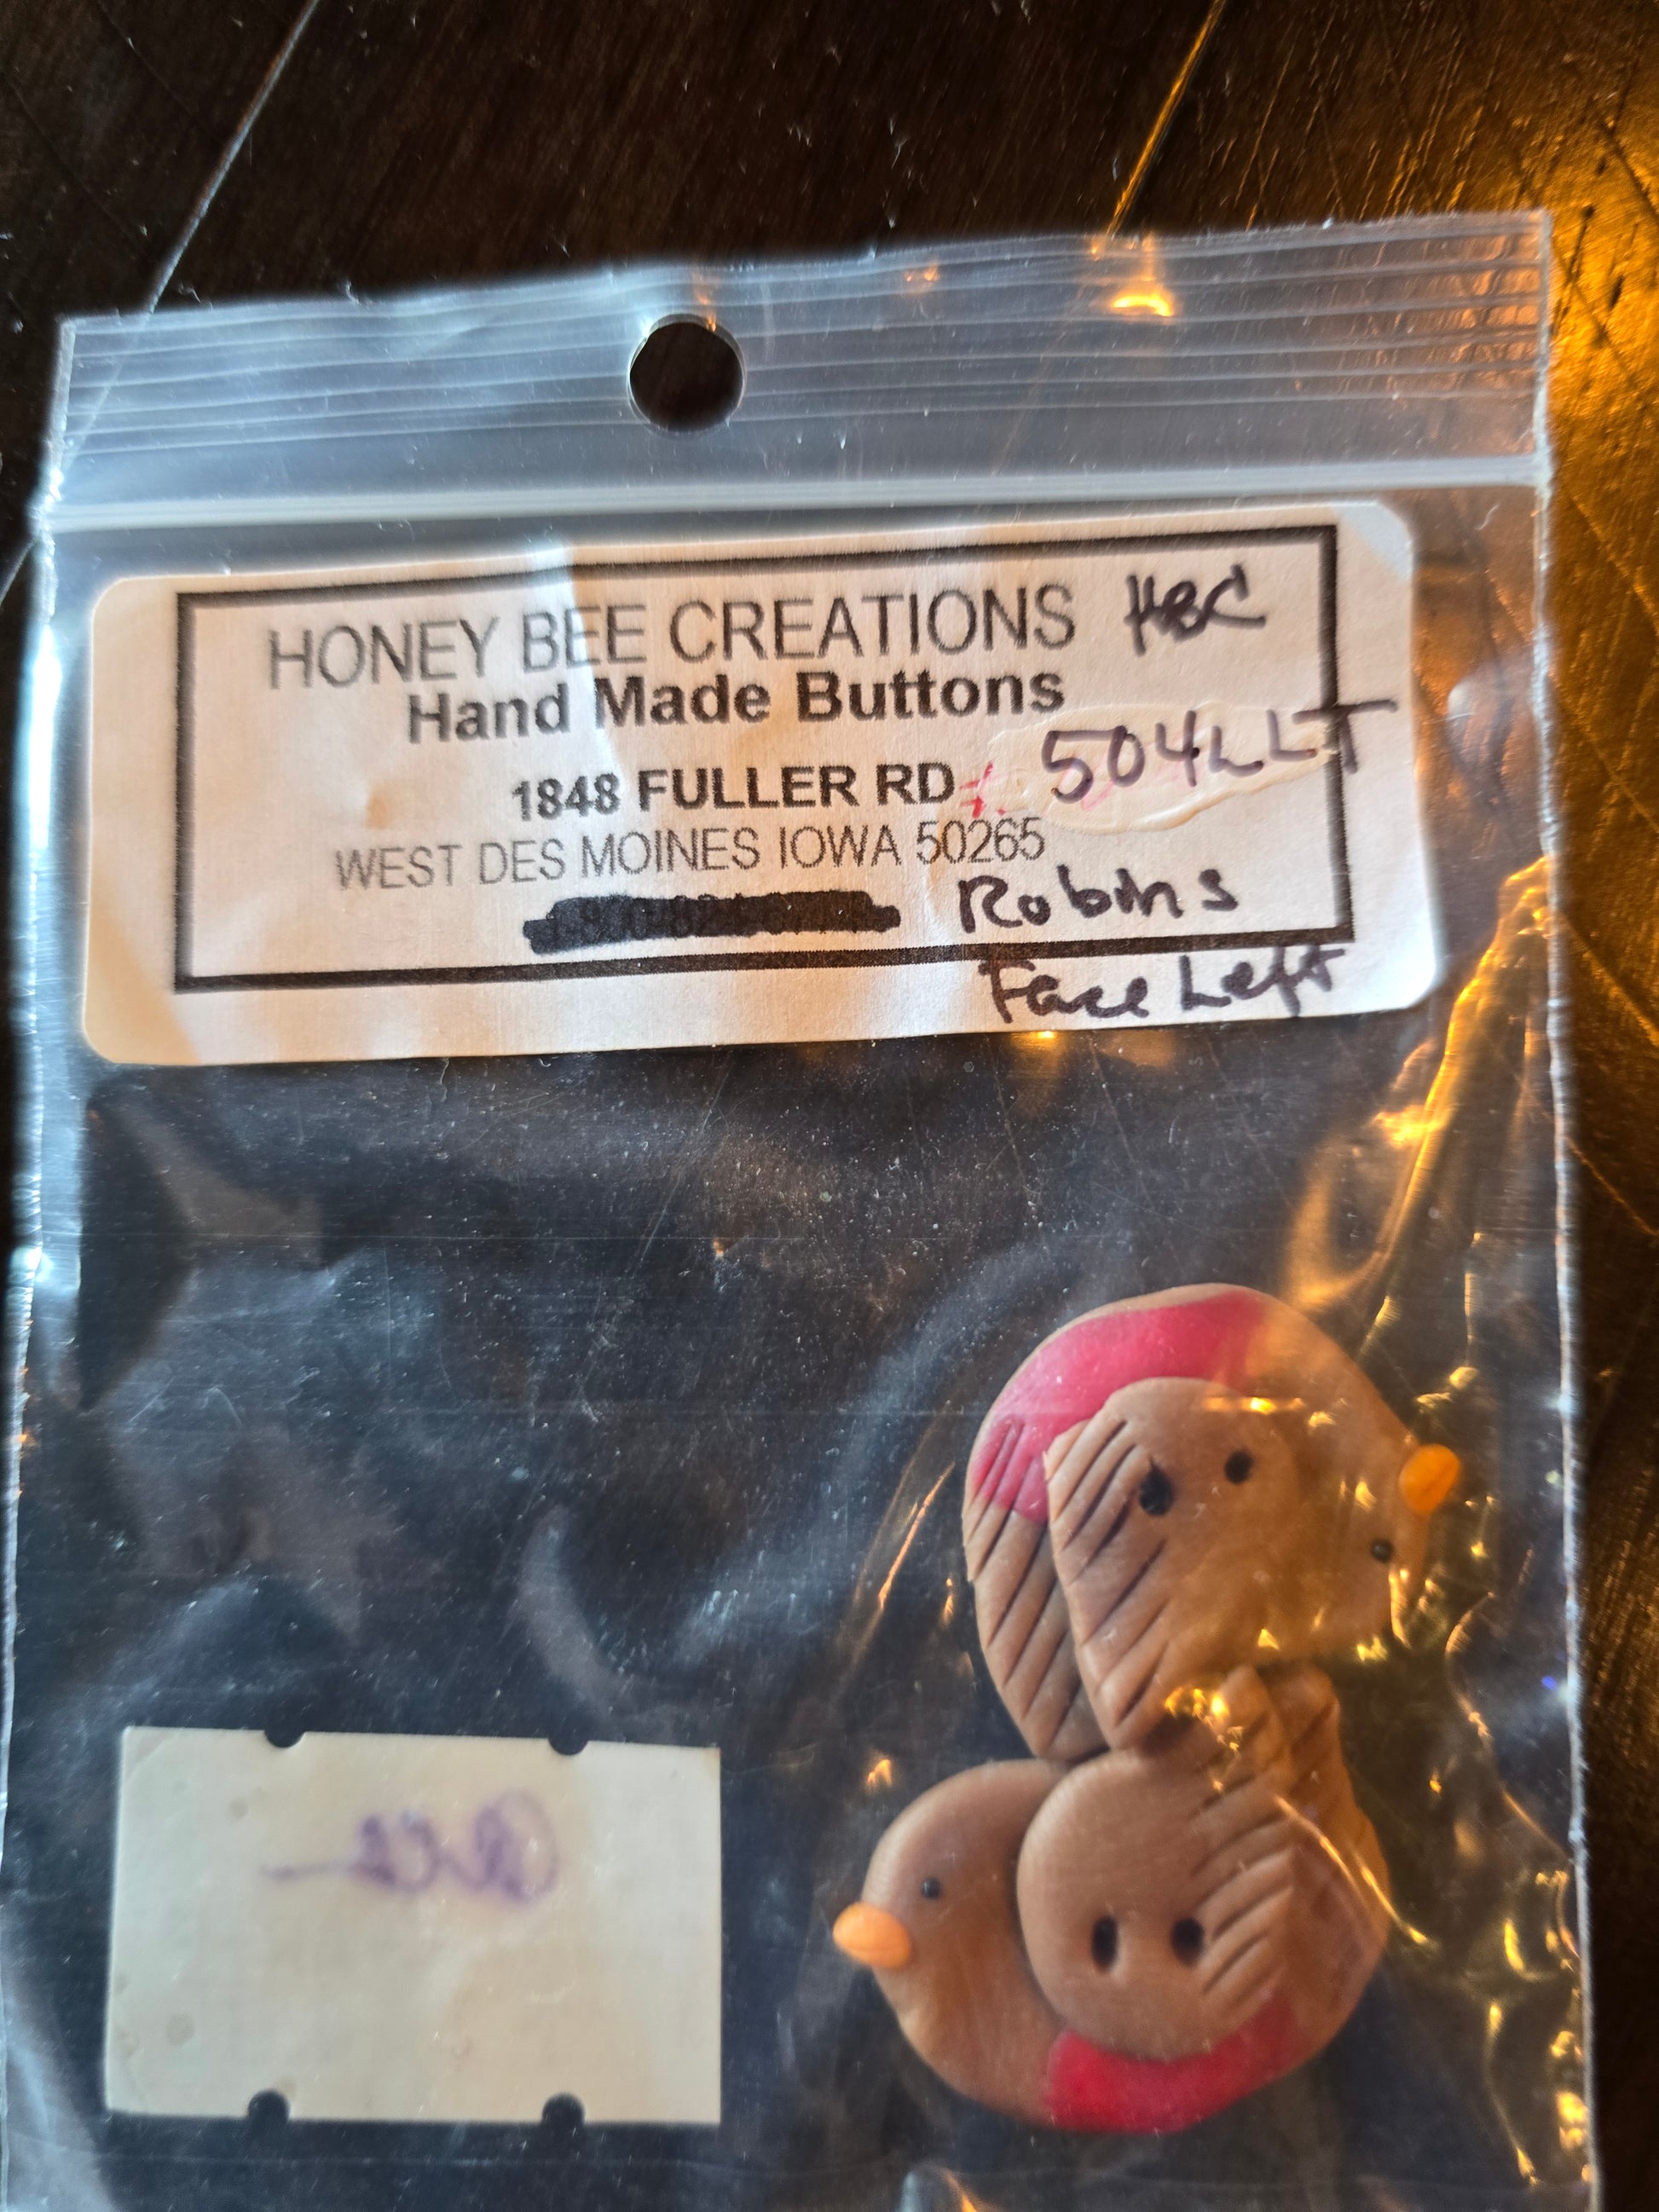 HONEY BEE CREATIONS HBC
Hand Made Buttons
1848 FULLER RD 504LLT
WEST DES MOINES IOWA 50265
Robins
Face Left